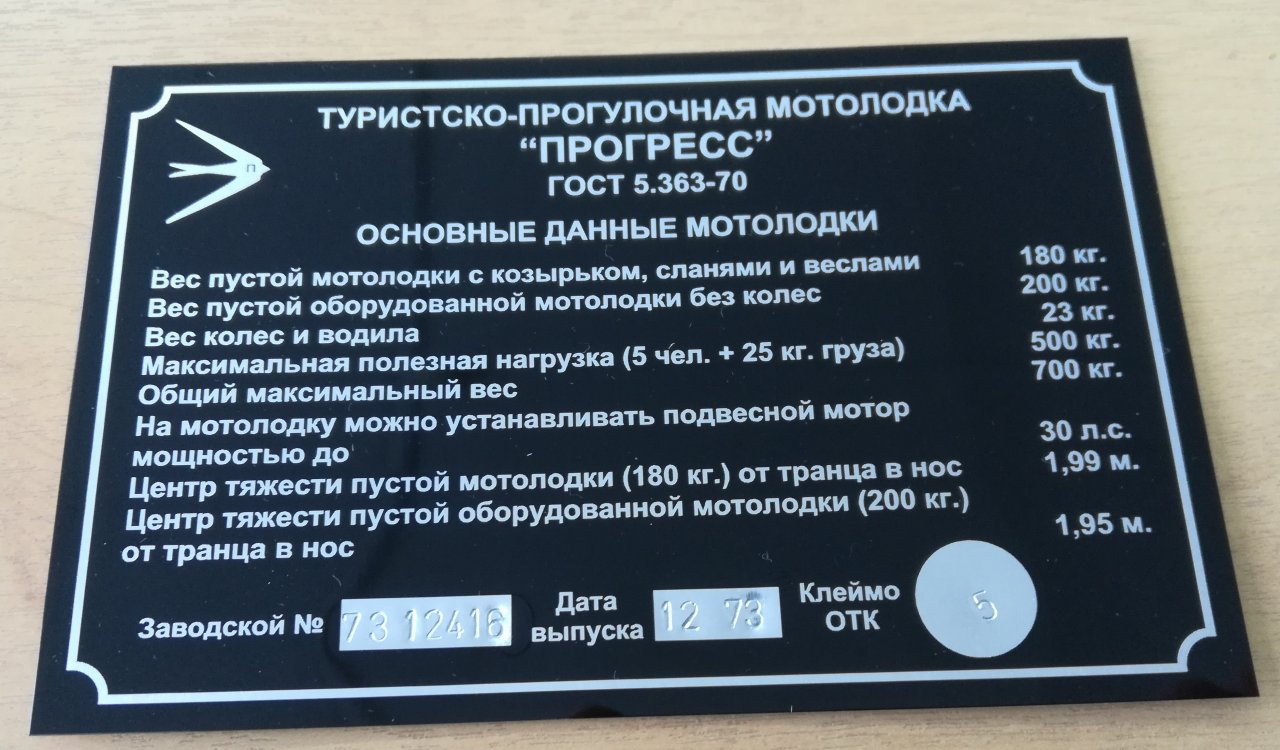 ТУРИСТСКО-ПРОГУЛОЧНАЯ МОТОЛОДКА
“ПРОГРЕСС”
ГОСТ 5.363-70
П
ОСНОВНЫЕ ДАННЫЕ МОТОЛОДКИ
Вес пустой мотолодки с козырьком, сланями и веслами 180 кг.
Вес пустой оборудованной мотолодки без колес 200 кг.
Вес колес и водила 23 кг.
Максимальная полезная нагрузка (5 чел. + 25 кг. груза) 500 кг.
Общий максимальный вес 700 кг.
На мотолодку можно устанавливать подвесной мотор
мощностью до 30 л.с.
Центр тяжести пустой мотолодки (180 кг.) от транца в нос 1,99 м.
Центр тяжести пустой оборудованной мотолодки (200 кг.)
от транца в нос 1,95 м.
Заводской № 73 12416 Дата выпуска 12 73 Клеймо ОТК 5